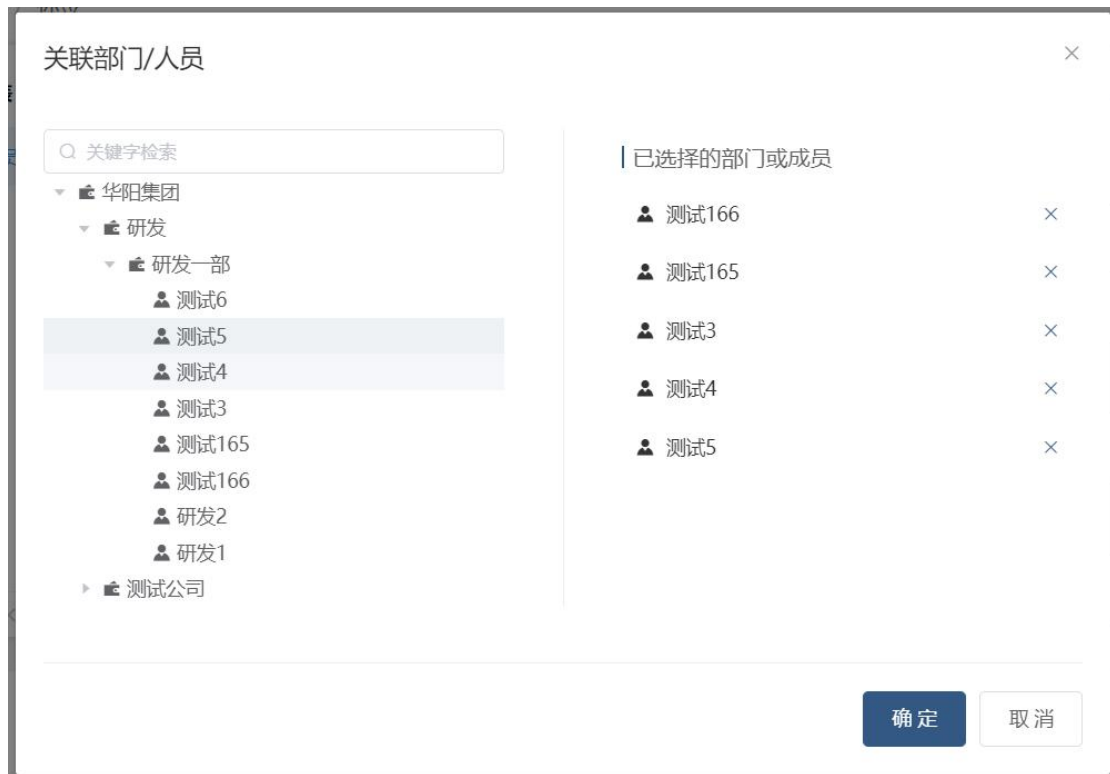 关联部门/人员
关键字检索
华阳集团
研发
研发一部
测试6
测试5
测试4
测试3
测试165
测试166
研发2
研发1
测试公司
已选择的部门或成员
测试166
测试165
测试3
测试4
测试5
确定
取消